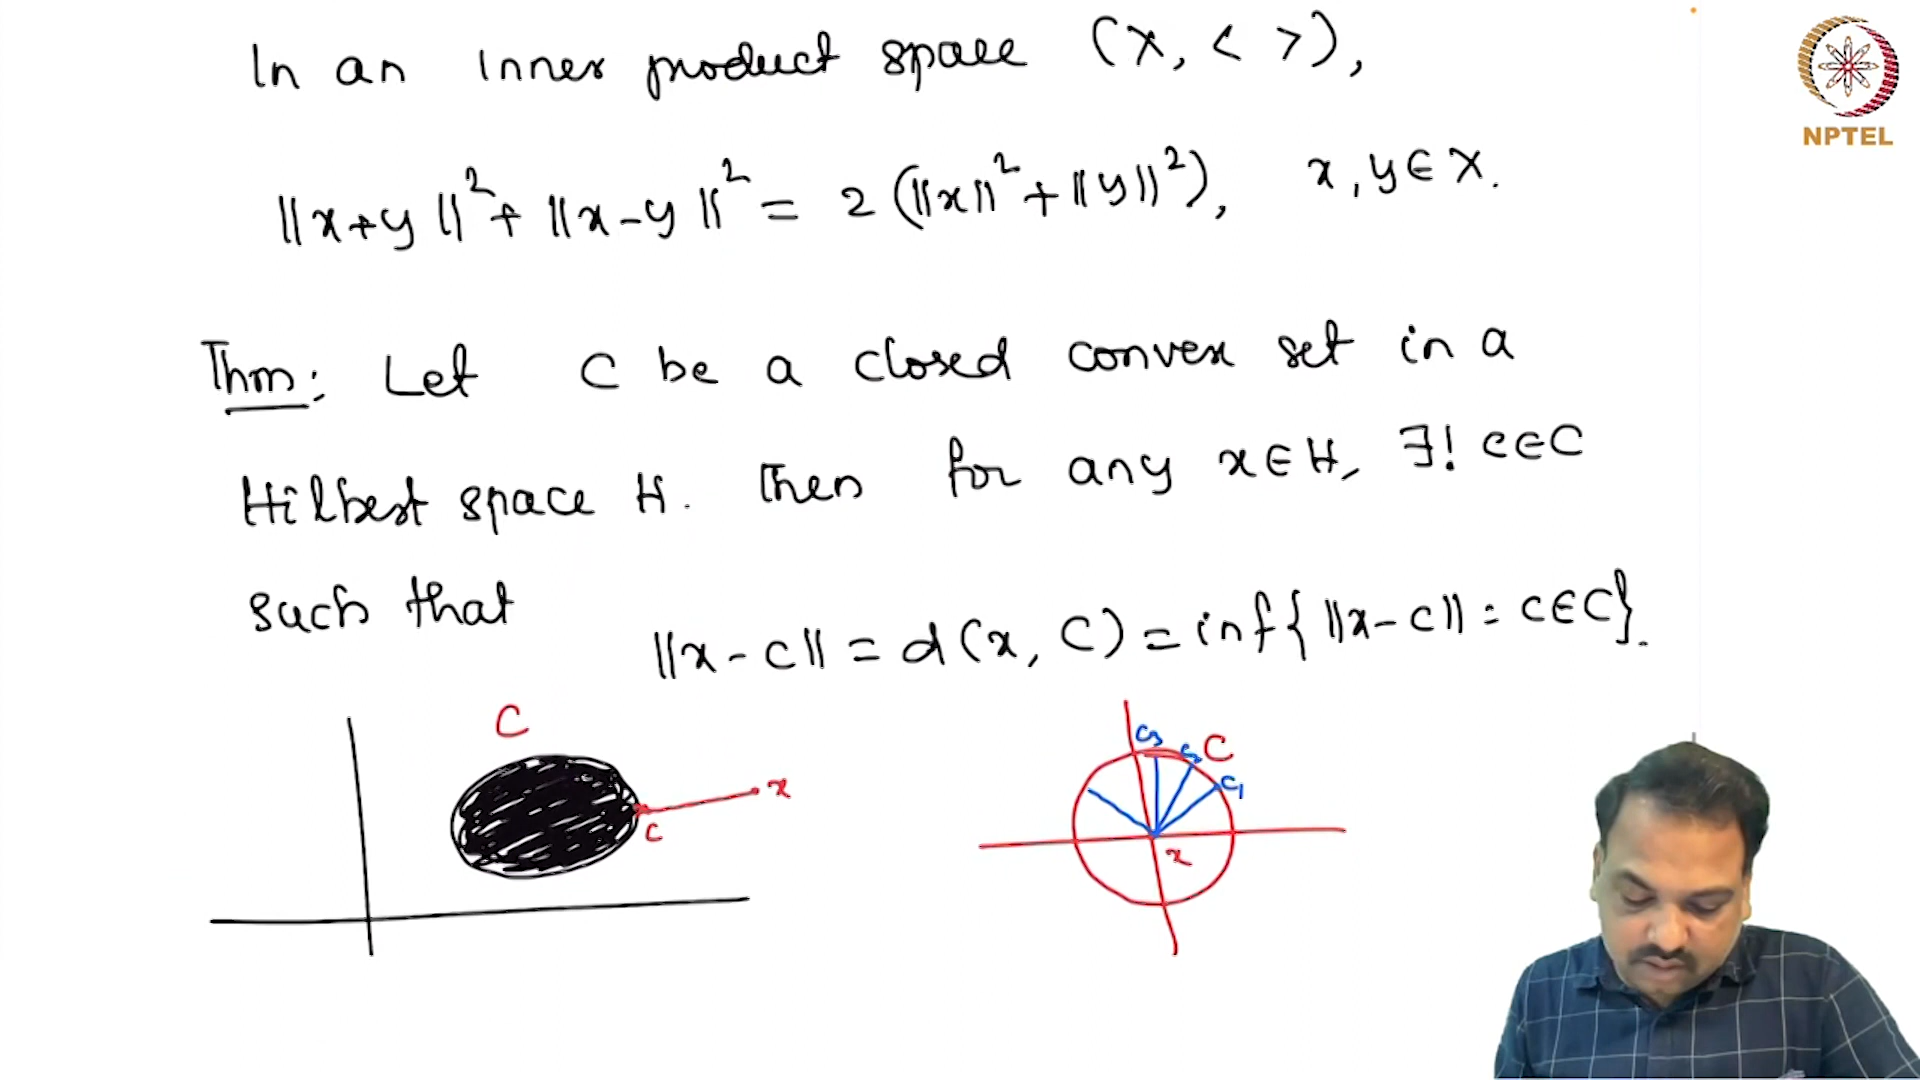 In an inner product space (X, < >),
||x+y||² + ||x-y||² = 2 (||x||² + ||y||²), x, y ∈ X.
Thm: Let C be a closed convex set in a
Hilbert space H. Then for any x ∈ H, ∃! c ∈ C
such that
||x-c|| = d(x, C) = inf{ ||x-c|| : c ∈ C}.
C
x
c
c₃
c₂
C
c₁
x
NPTEL